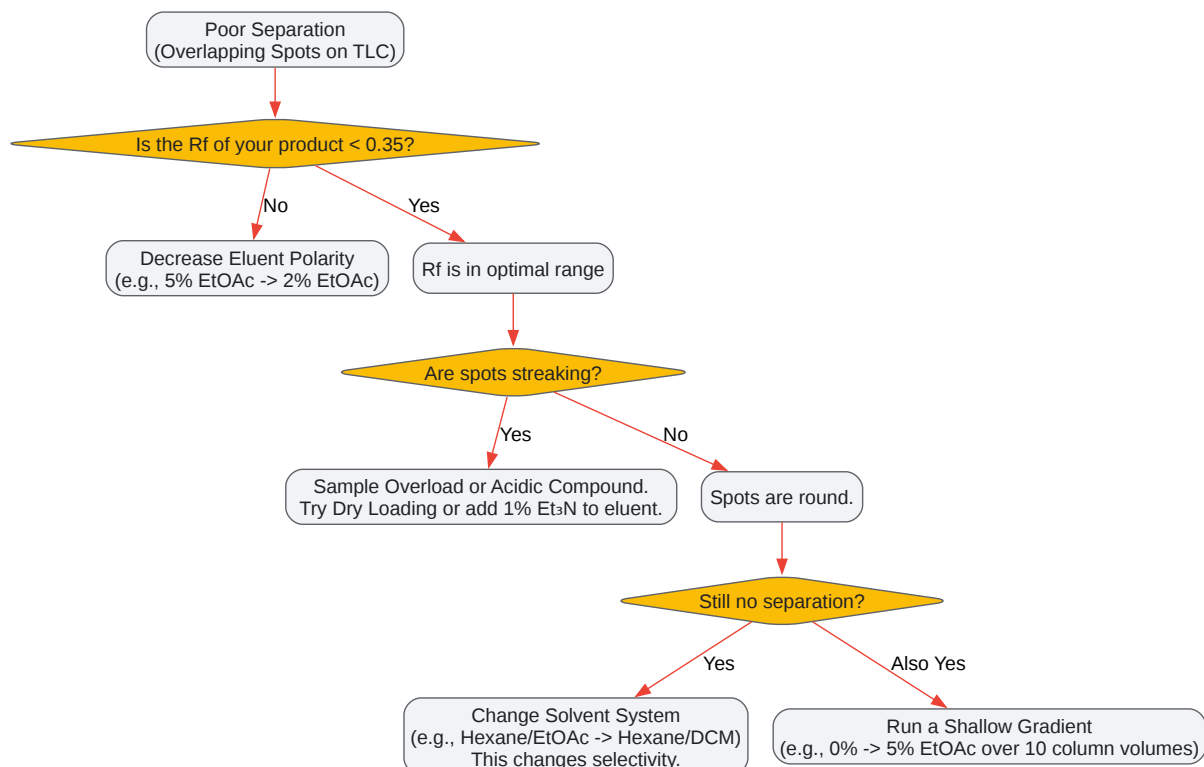 Poor Separation
(Overlapping Spots on TLC)
Is the Rf of your product < 0.35?
No
Yes
Decrease Eluent Polarity
(e.g., 5% EtOAc -> 2% EtOAc)
Rf is in optimal range
Are spots streaking?
Yes
No
Sample Overload or Acidic Compound.
Try Dry Loading or add 1% Et₃N to eluent.
Spots are round.
Still no separation?
Yes
Also Yes
Change Solvent System
(e.g., Hexane/EtOAc -> Hexane/DCM)
This changes selectivity.
Run a Shallow Gradient
(e.g., 0% -> 5% EtOAc over 10 column volumes)